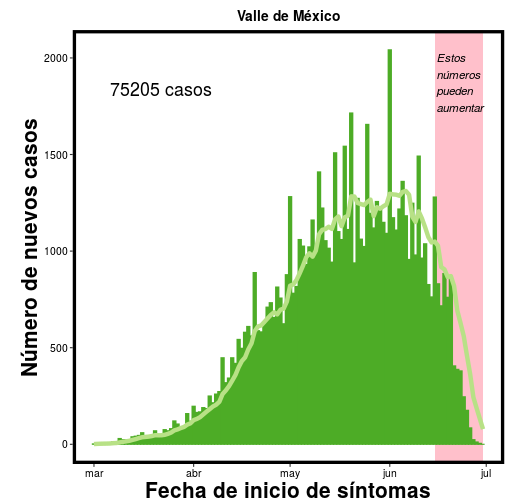 Valle de México
75205 casos
Estos
números
pueden
aumentar
Número de nuevos casos
2000
1500
1000
500
0
mar abr may jun jul
Fecha de inicio de síntomas